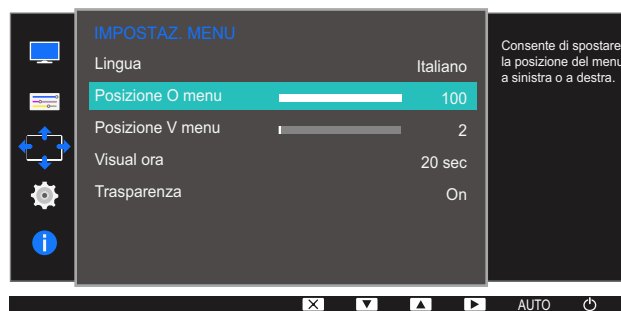 IMPOSTAZ. MENU
Lingua Italiano
Posizione O menu 100
Posizione V menu 2
Visual ora 20 sec
Trasparenza On
Consente di spostare
la posizione del menu
a sinistra o a destra.
AUTO